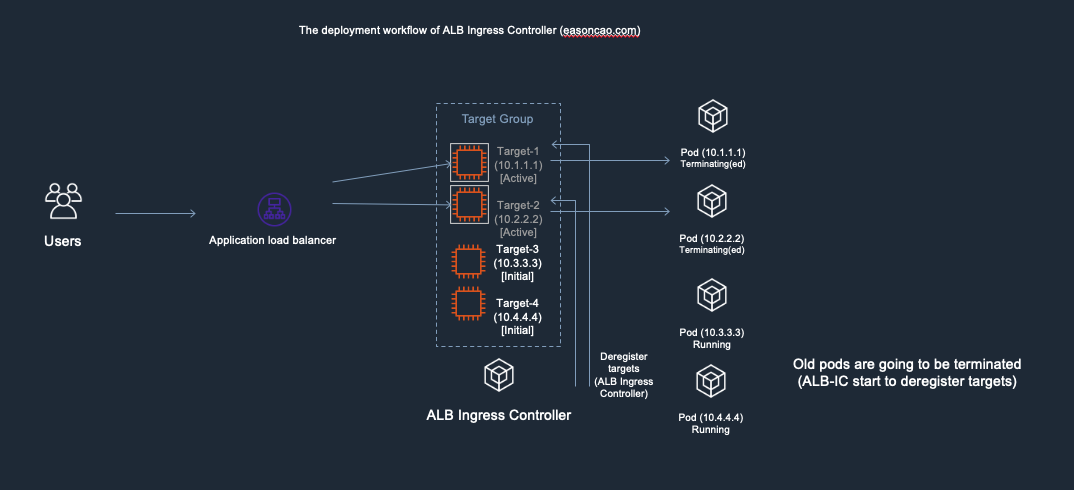 The deployment workflow of ALB Ingress Controller (easoncao.com)
Target Group
Target-1
(10.1.1.1)
[Active]
Target-2
(10.2.2.2)
[Active]
Target-3
(10.3.3.3)
[Initial]
Target-4
(10.4.4.4)
[Initial]
Users
Application load balancer
Pod (10.1.1.1)
Terminating(ed)
Pod (10.2.2.2)
Terminating(ed)
Pod (10.3.3.3)
Running
Pod (10.4.4.4)
Running
Deregister
targets
(ALB Ingress
Controller)
ALB Ingress Controller
Old pods are going to be terminated
(ALB-IC start to deregister targets)